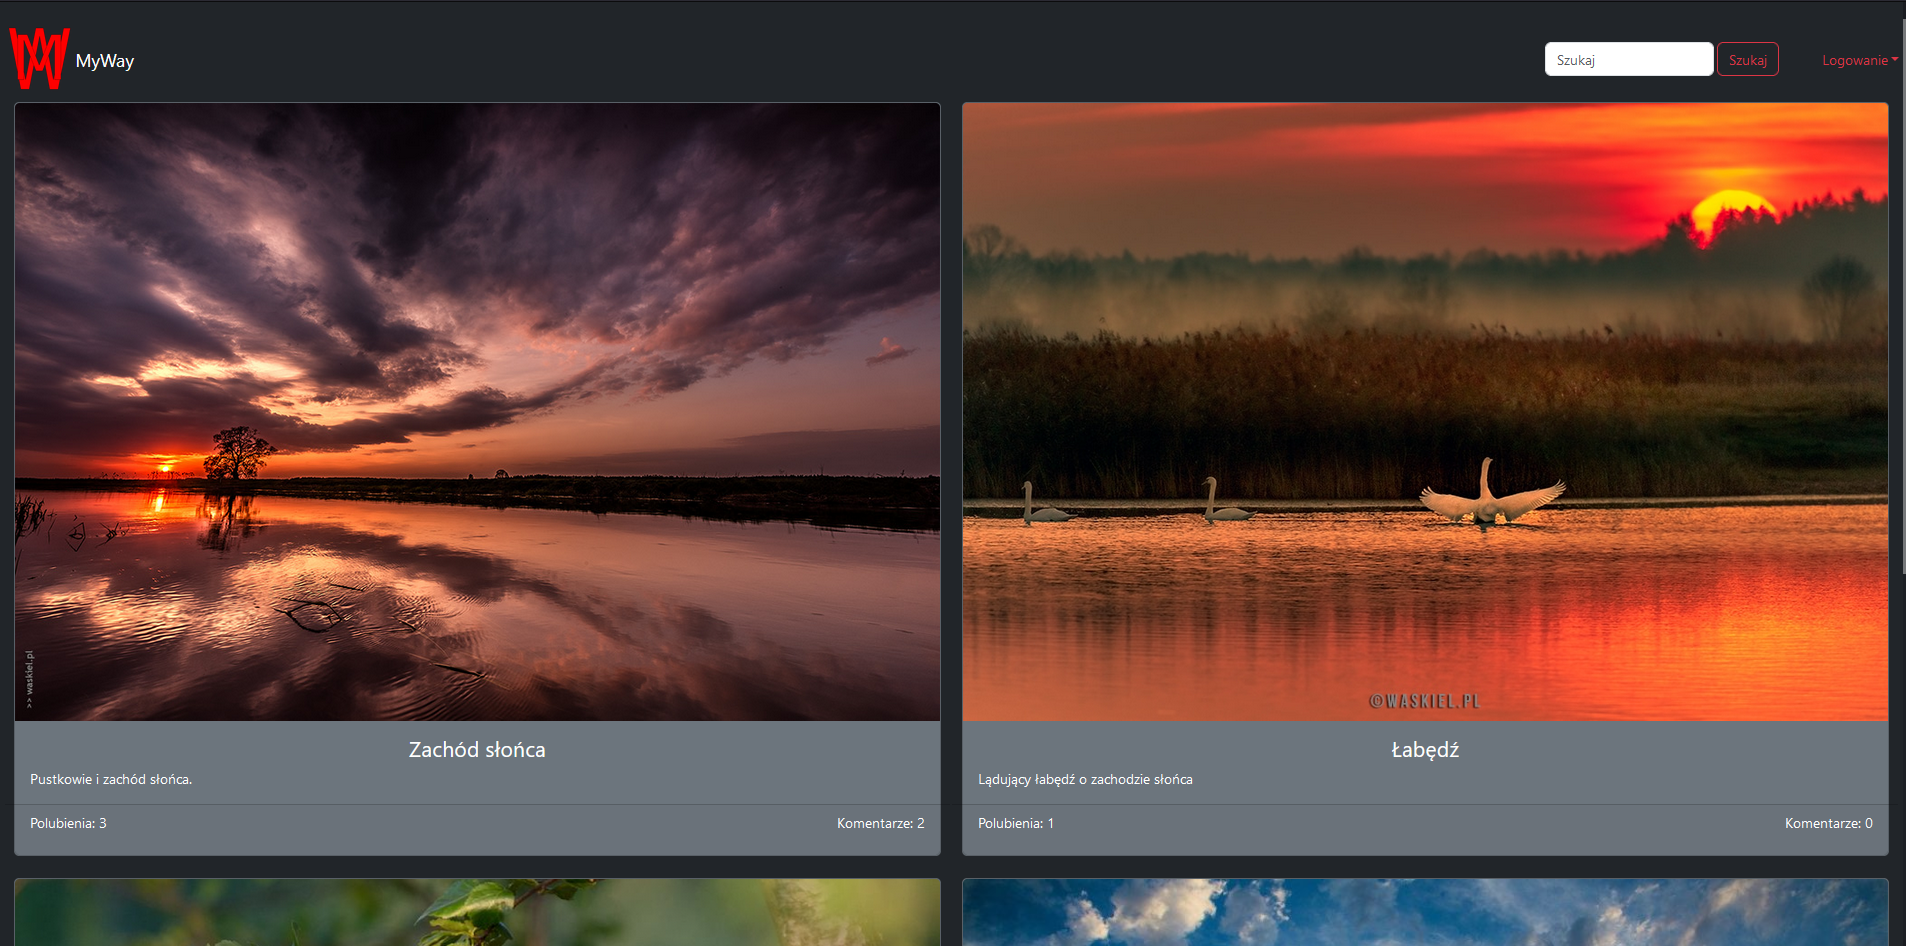 MyWay
Szukaj
Szukaj
Logowanie
>> waskiel.pl
©WASKIEL.PL
Zachód słońca
Pustkowie i zachód słońca.
Polubienia: 3
Komentarze: 2
Łabędź
Lądujący łabędź o zachodzie słońca
Polubienia: 1
Komentarze: 0